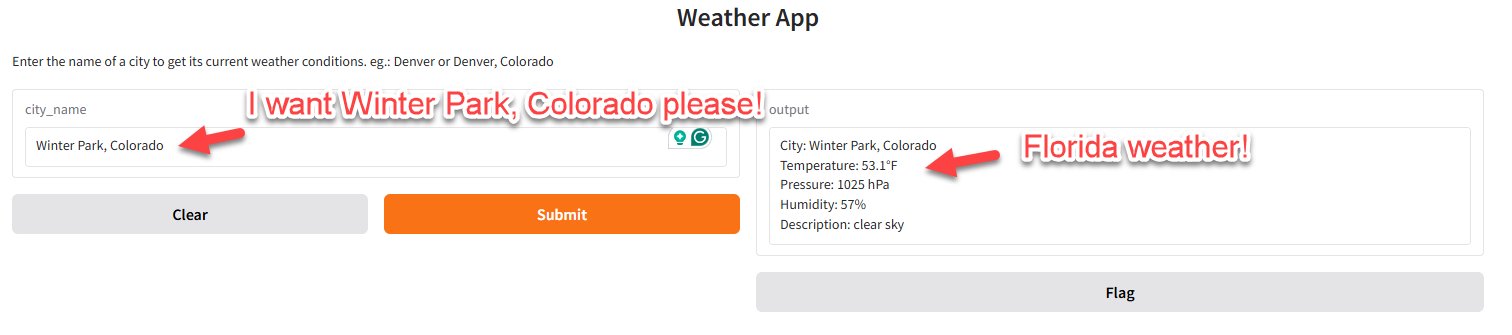 Weather App
Enter the name of a city to get its current weather conditions. eg.: Denver or Denver, Colorado
city_name
I want Winter Park, Colorado please!
Winter Park, Colorado
Clear
Submit
output
City: Winter Park, Colorado
Temperature: 53.1°F
Pressure: 1025 hPa
Humidity: 57%
Description: clear sky
Florida weather!
Flag